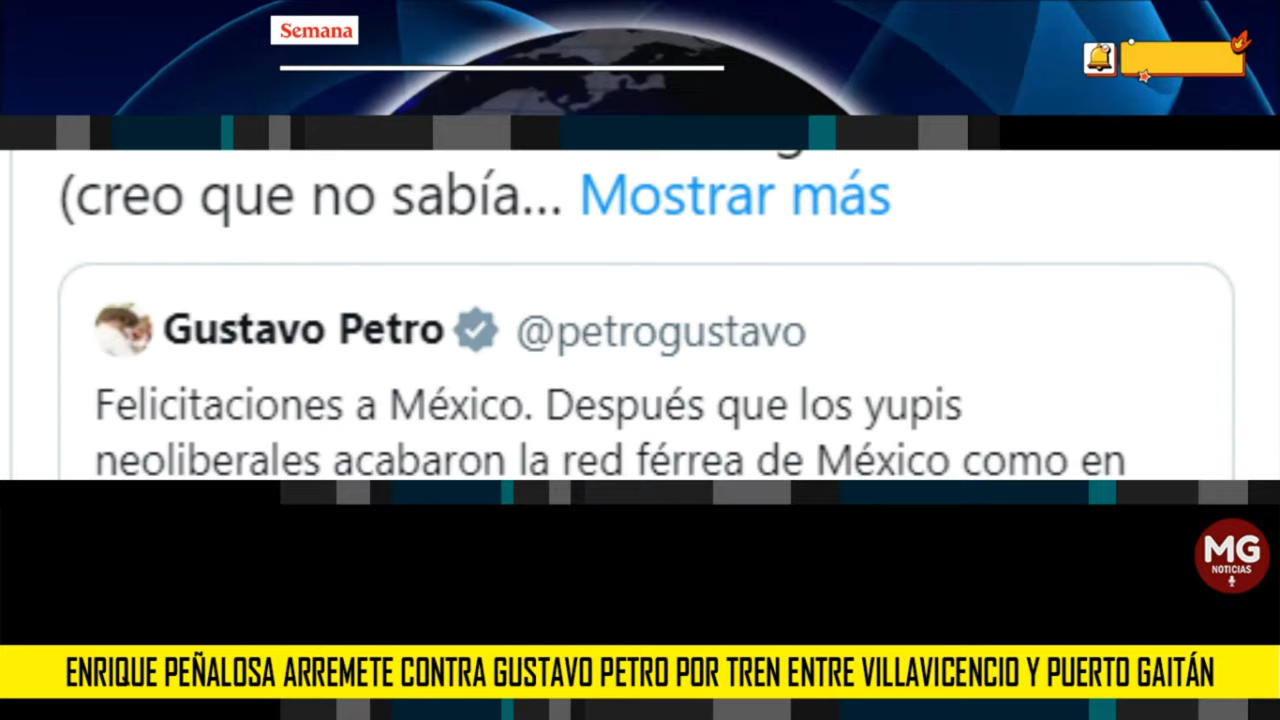 Semana
(creo que no sabía... Mostrar más
Gustavo Petro @petrogustavo
Felicitaciones a México. Después que los yupis
neoliberales acabaron la red férrea de México como en
MG
NOTICIAS
ENRIQUE PEÑALOSA ARREMETE CONTRA GUSTAVO PETRO POR TREN ENTRE VILLAVICENCIO Y PUERTO GAITÁN